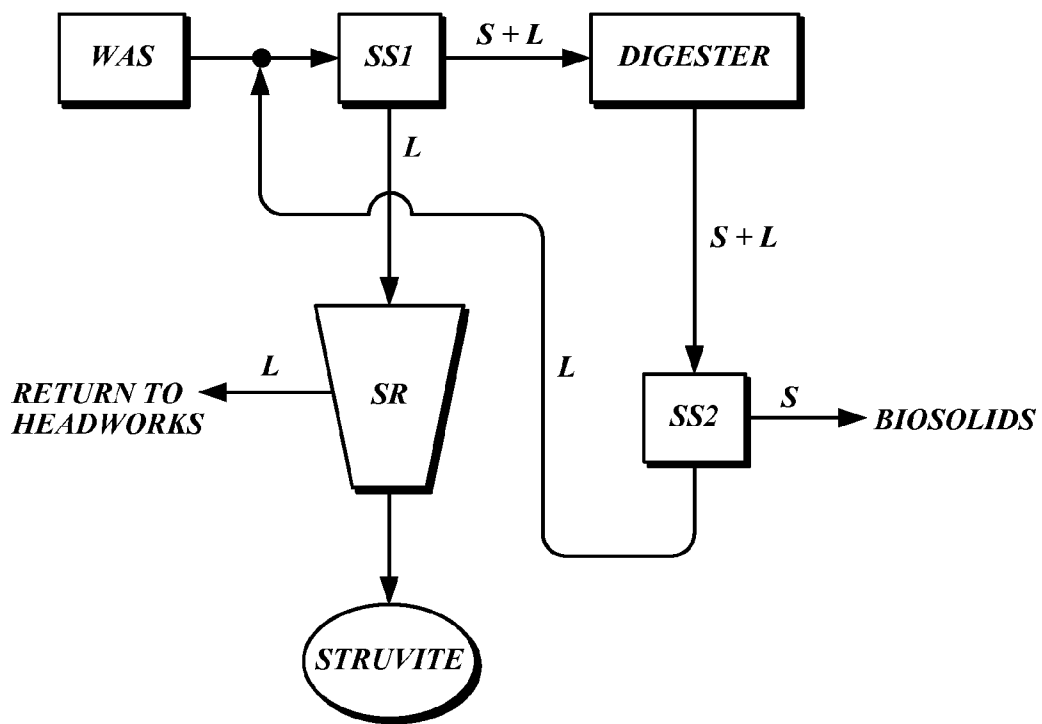 WAS
SS1
S + L
DIGESTER
L
S + L
RETURN TO
HEADWORKS
L
SR
L
SS2
S
BIOSOLIDS
STRUVITE